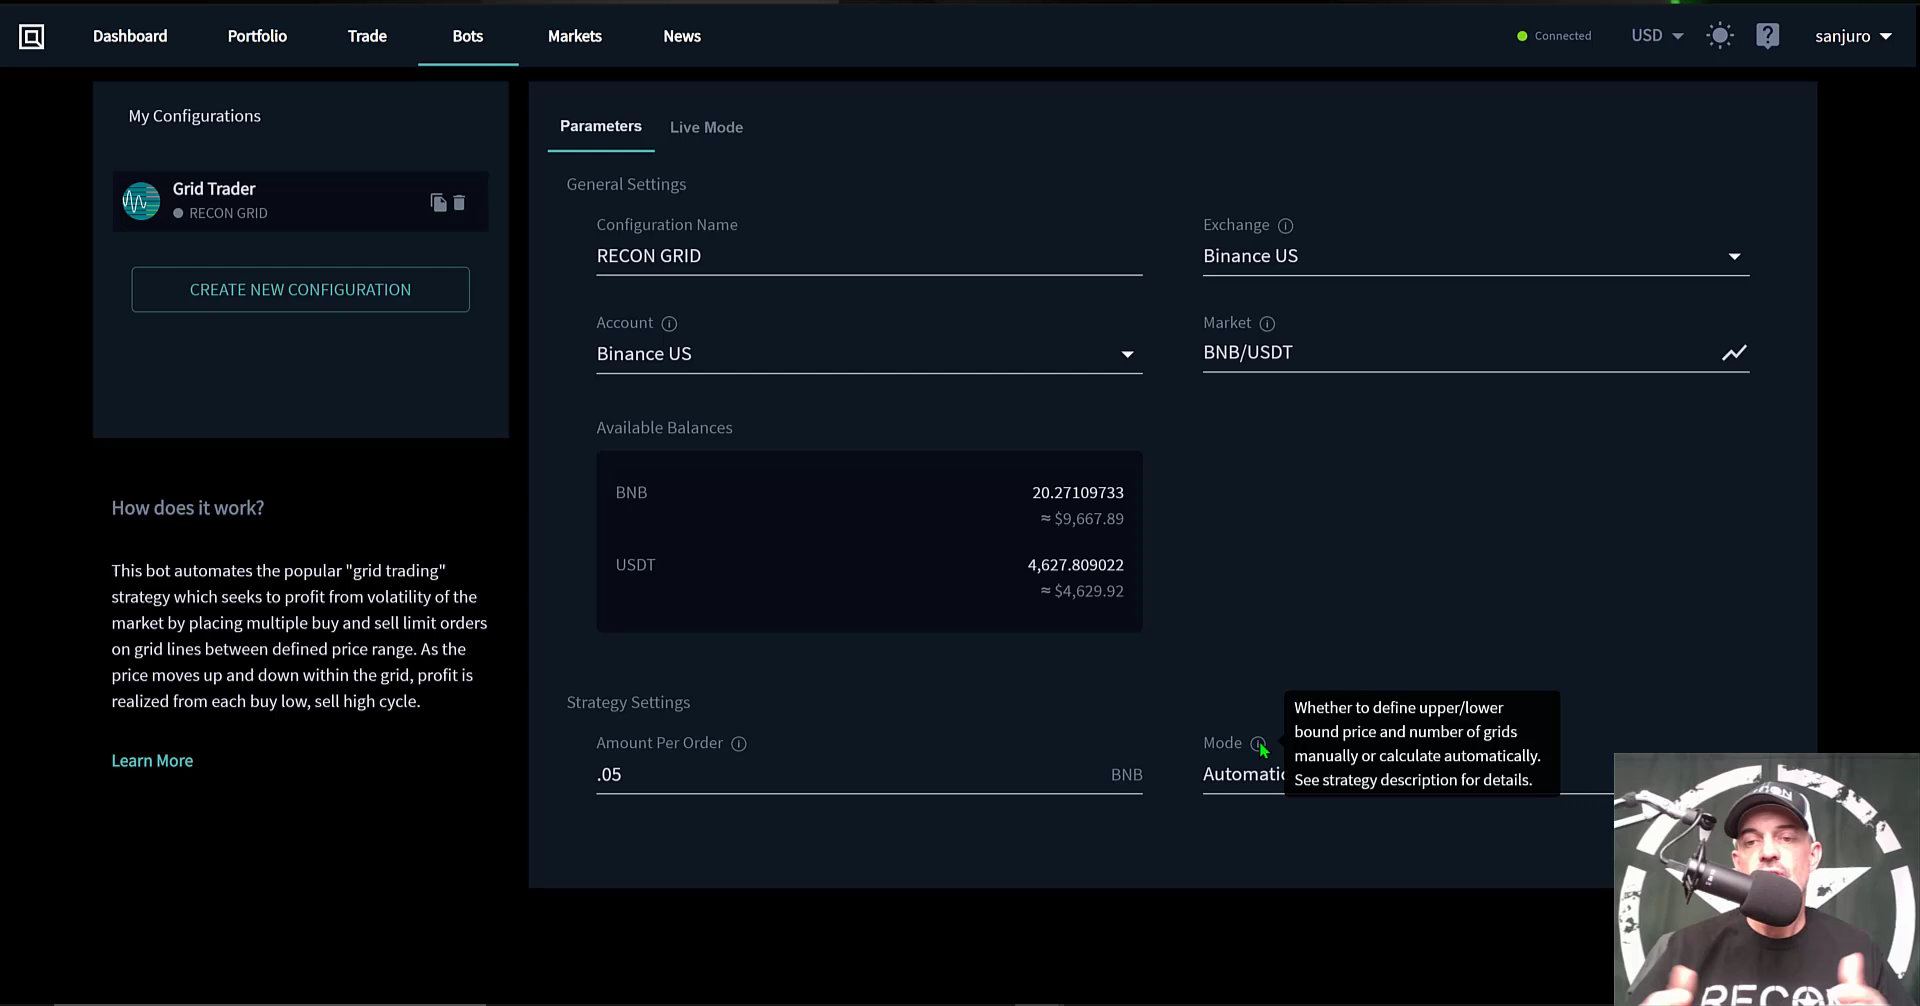 Dashboard
Portfolio
Trade
Bots
Markets
News
Connected
USD
sanjuro
My Configurations
Grid Trader
RECON GRID
CREATE NEW CONFIGURATION
How does it work?
This bot automates the popular "grid trading"
strategy which seeks to profit from volatility of the
market by placing multiple buy and sell limit orders
on grid lines between defined price range. As the
price moves up and down within the grid, profit is
realized from each buy low, sell high cycle.
Learn More
Parameters
Live Mode
General Settings
Configuration Name
RECON GRID
Exchange
Binance US
Account
Binance US
Market
BNB/USDT
Available Balances
BNB
20.27109733
≈ $9,667.89
USDT
4,627.809022
≈ $4,629.92
Strategy Settings
Amount Per Order
.05
BNB
Mode
Automatic
Whether to define upper/lower
bound price and number of grids
manually or calculate automatically.
See strategy description for details.
RECON